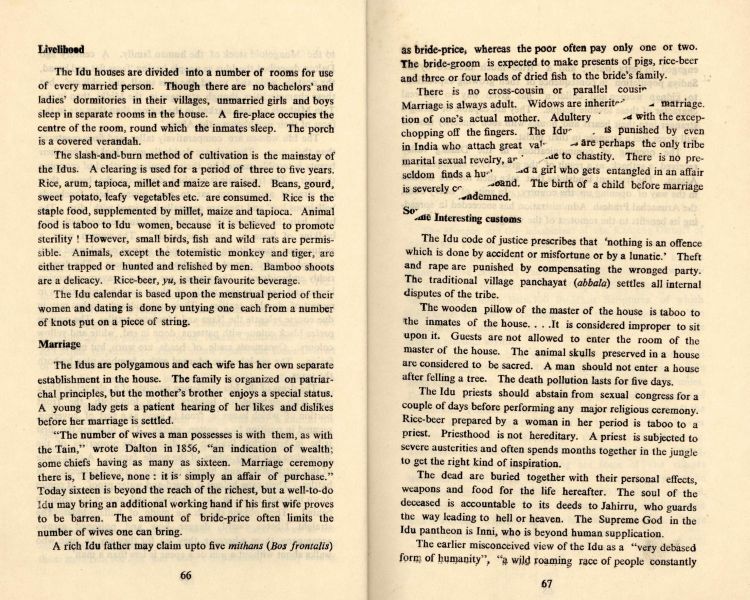 Livelihood
The Idu houses are divided into a number of rooms for use
of every married person. Though there are no bachelors' and
ladies' dormitories in their villages, unmarried girls and boys
sleep in separate rooms in the house. A fire-place occupies the
centre of the room, round which the inmates sleep. The porch
is a covered verandah.
The slash-and-burn method of cultivation is the mainstay of
the Idus. A clearing is used for a period of three to five years.
Rice, arum, tapioca, millet and maize are raised. Beans, gourd,
sweet potato, leafy vegetables etc. are consumed. Rice is the
staple food, supplemented by millet, maize and tapioca. Animal
food is taboo to Idu women, because it is believed to promote
sterility ! However, small birds, fish and wild rats are permis-
sible. Animals, except the totemistic monkey and tiger, are
either trapped or hunted and relished by men. Bamboo shoots
are a delicacy. Rice-beer, yu, is their favourite beverage.
The Idu calendar is based upon the menstrual period of their
women and dating is done by untying one each from a number
of knots put on a piece of string.
Marriage
The Idus are polygamous and each wife has her own separate
establishment in the house. The family is organized on patriar-
chal principles, but the mother's brother enjoys a special status.
A young lady gets a patient hearing of her likes and dislikes
before her marriage is settled.
"The number of wives a man possesses is with them, as with
the Tain," wrote Dalton in 1856, "an indication of wealth;
some chiefs having as many as sixteen. Marriage ceremony
there is, I believe, none : it is simply an affair of purchase."
Today sixteen is beyond the reach of the richest, but a well-to-do
Idu may bring an additional working hand if his first wife proves
to be barren. The amount of bride-price often limits the
number of wives one can bring.
A rich Idu father may claim upto five mithans (Bos frontalis)
66
as bride-price, whereas the poor often pay only one or two.
The bride-groom is expected to make presents of pigs, rice-beer
and three or four loads of dried fish to the bride's family.
There is no cross-cousin or parallel cousin
Marriage is always adult. Widows are marriage.
tion of one's actual mother. Adultery with the excep-
chopping off the fingers. The Idu is punished by even
in India who attach great are perhaps the only tribe
marital sexual revelry, to chastity. There is no pre-
seldom finds a a girl who gets entangled in an affair
is severely The birth of a child before marriage
Interesting customs
The Idu code of justice prescribes that 'nothing is an offence
which is done by accident or misfortune or by a lunatic.' Theft
and rape are punished by compensating the wronged party.
The traditional village panchayat (abbala) settles all internal
disputes of the tribe.
The wooden pillow of the master of the house is taboo to
the inmates of the house. . . .It is considered improper to sit
upon it. Guests are not allowed to enter the room of the
master of the house. The animal skulls preserved in a house
are considered to be sacred. A man should not enter a house
after felling a tree. The death pollution lasts for five days.
The Idu priests should abstain from sexual congress for a
couple of days before performing any major religious ceremony.
Rice-beer prepared by a woman in her period is taboo to a
priest. Priesthood is not hereditary. A priest is subjected to
severe austerities and often spends months together in the jungle
to get the right kind of inspiration.
The dead are buried together with their personal effects,
weapons and food for the life hereafter. The soul of the
deceased is accountable to its deeds to Jahirru, who guards
the way leading to hell or heaven. The Supreme God in the
Idu pantheon is Inni, who is beyond human supplication.
The earlier misconceived view of the Idu as a "very debased
form of humanity", "a wild roaming race of people constantly
67